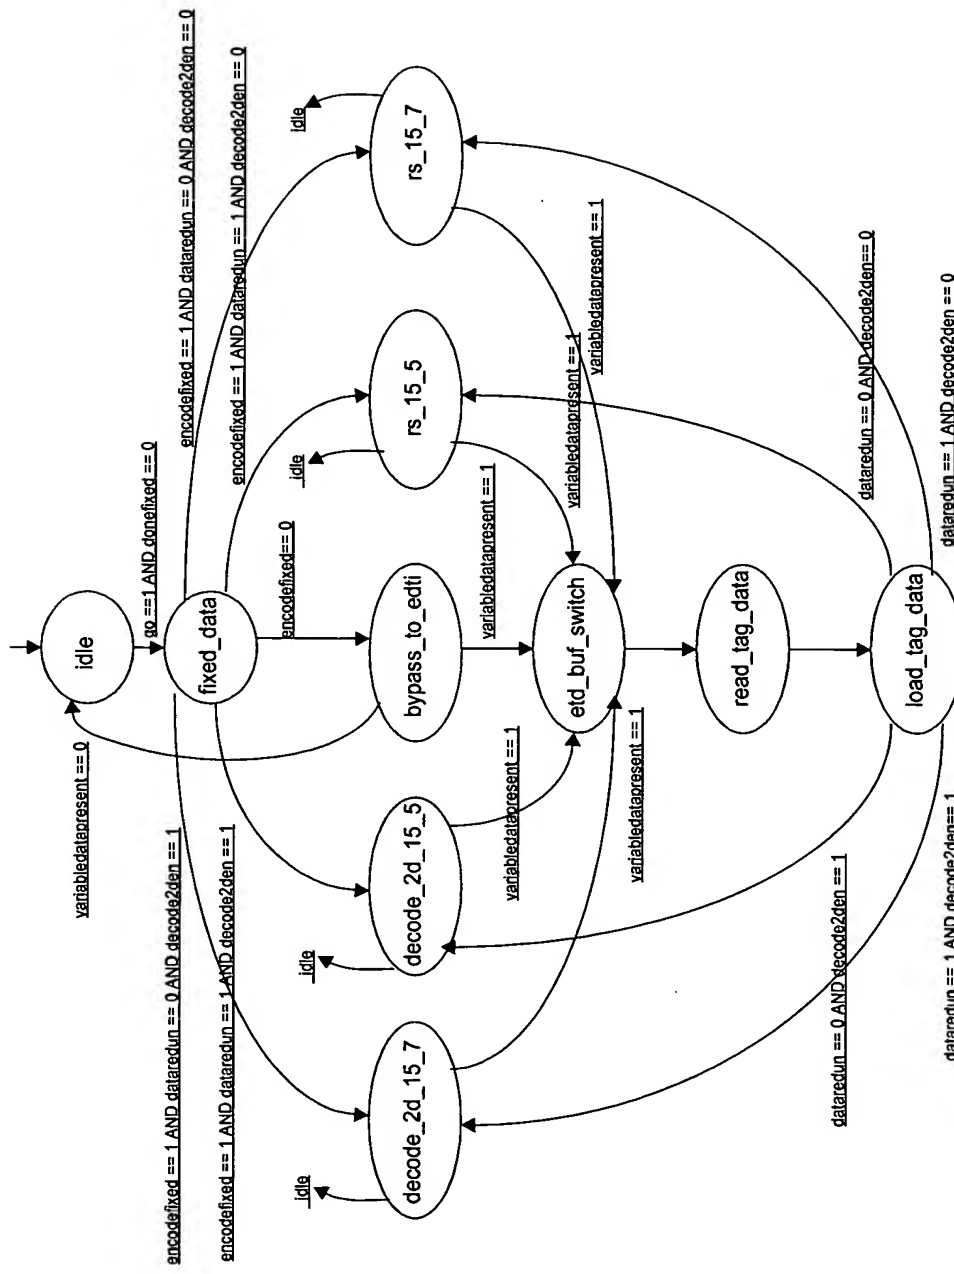 variabledatapresent == 0
idle
go ==1 AND donefixed == 0
encodefixed == 1 AND dataredun == 0 AND decode2den == 1
encodefixed == 1 AND dataredun == 0 AND decode2den == 0
fixed_data
encodefixed == 1 AND dataredun == 1 AND decode2den == 1
encodefixed == 1 AND dataredun == 1 AND decode2den == 0
encodefixed== 0
idle
idle
idle
idle
decode_2d_15_7
decode_2d_15_5
bypass_to_edti
rs_15_5
rs_15_7
variabledatapresent == 1
variabledatapresent == 1
variabledatapresent == 1
variabledatapresent == 1
etd_buf_switch
variabledatapresent == 1
read_tag_data
dataredun == 0 AND decode2den == 1
dataredun == 0 AND decode2den== 0
load_tag_data
dataredun == 1 AND decode2den== 1
dataredun == 1 AND decode2den == 0